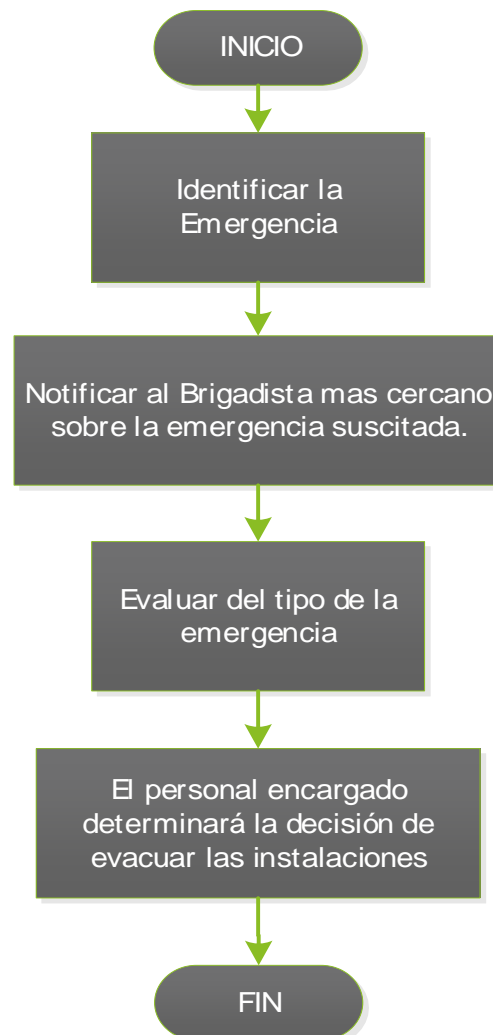 INICIO
Identificar la
Emergencia
Notificar al Brigadista mas cercano
sobre la emergencia suscitada.
Evaluar del tipo de la
emergencia
El personal encargado
determinará la decisión de
evacuar las instalaciones
FIN